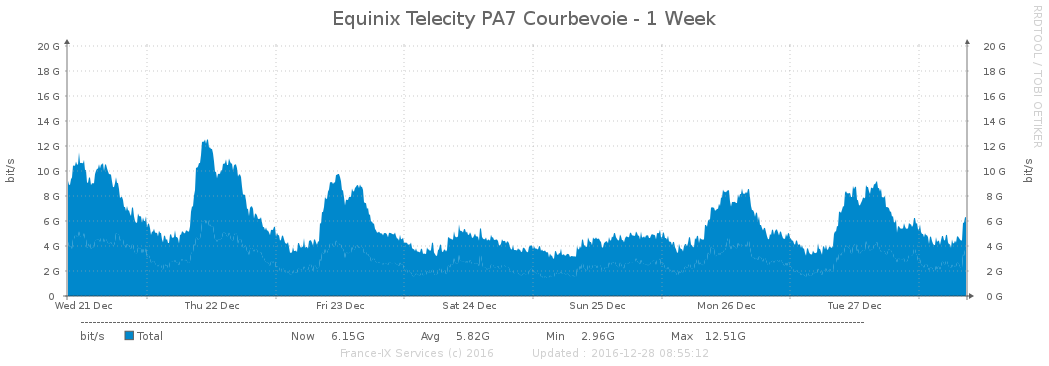 Equinix Telecity PA7 Courbevoie - 1 Week
RRDTOOL / TOBI OETIKER
bit/s
bit/s
20 G 20 G
18 G 18 G
16 G 16 G
14 G 14 G
12 G 12 G
10 G 10 G
8 G 8 G
6 G 6 G
4 G 4 G
2 G 2 G
0 0 G
Wed 21 Dec Thu 22 Dec Fri 23 Dec Sat 24 Dec Sun 25 Dec Mon 26 Dec Tue 27 Dec
bit/s Total Now 6.15G Avg 5.82G Min 2.96G Max 12.51G
France-IX Services (c) 2016 Updated : 2016-12-28 08:55:12